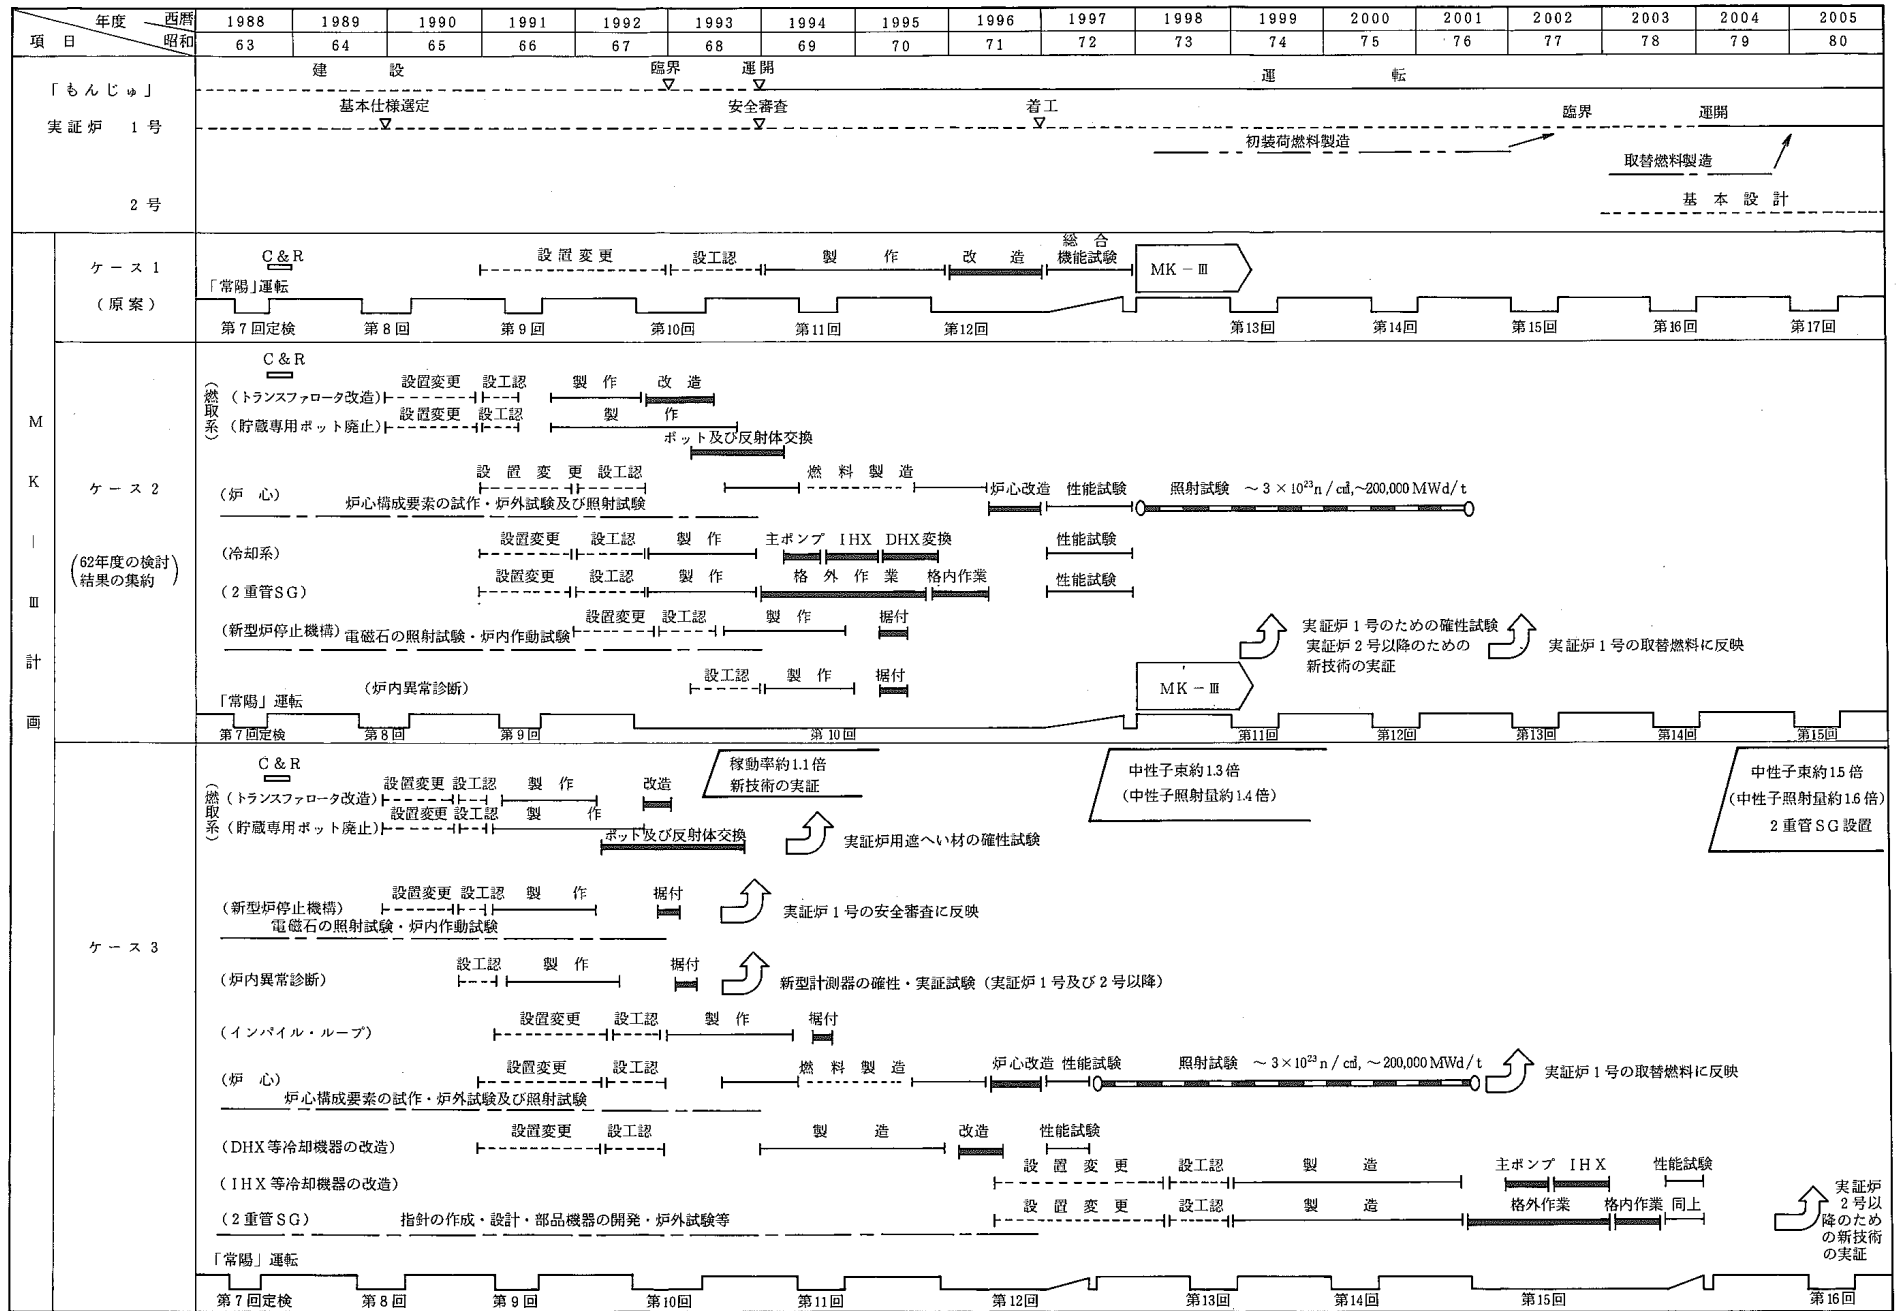 年度 西暦 1988 1989 1990 1991 1992 1993 1994 1995 1996 1997 1998 1999 2000 2001 2002 2003 2004 2005
項 目 昭和 63 64 65 66 67 68 69 70 71 72 73 74 75 76 77 78 79 80
建 設 臨界 運開 運 転
「もんじゅ」
基本仕様選定 安全審査 着工 臨界 運開
実証炉 1号
初装荷燃料製造
取替燃料製造
2号 基 本 設 計
MK-Ⅲ計画
ケース1
(原案)
C&R 設置変更 設工認 製 作 改 造 総 合
機能試験 MK-Ⅲ
「常陽」運転
第7回定検 第8回 第9回 第10回 第11回 第12回 第13回 第14回 第15回 第16回 第17回
ケース2
(62年度の検討
結果の集約)
C&R
(燃取系)
(トランスファロータ改造) 設置変更 設工認 製 作 改 造
(貯蔵専用ポット廃止) 設置変更 設工認 製 作
ポット及び反射体交換
(炉 心) 設 置 変 更 設工認 燃 料 製 造 炉心改造 性能試験 照射試験 ~3×10²³n/c㎡,~200,000MWd/t
炉心構成要素の試作・炉外試験及び照射試験
(冷却系) 設置変更 設工認 製 作 主ポンプ IHX DHX変換 性能試験
(2重管SG) 設置変更 設工認 製 作 格 外 作 業 格内作業 性能試験
(新型炉停止機構) 電磁石の照射試験・炉内作動試験 設置変更 設工認 製 作 据付
実証炉1号のための確性試験
実証炉2号以降のための
新技術の実証
実証炉1号の取替燃料に反映
(炉内異常診断) 設工認 製 作 据付 MK-Ⅲ
「常陽」運転
第7回定検 第8回 第9回 第10回 第11回 第12回 第13回 第14回 第15回
ケース3
C&R
稼動率約1.1倍
新技術の実証
中性子束約1.3倍
(中性子照射量約1.4倍)
中性子束約1.5倍
(中性子照射量約1.6倍)
2重管SG設置
(燃取系)
(トランスファロータ改造) 設置変更 設工認 製 作 改造
(貯蔵専用ポット廃止) 設置変更 設工認 製 作
ポット及び反射体交換 実証炉用遮へい材の確性試験
(新型炉停止機構) 設置変更 設工認 製 作 据付 実証炉1号の安全審査に反映
電磁石の照射試験・炉内作動試験
(炉内異常診断) 設工認 製 作 据付 新型計測器の確性・実証試験(実証炉1号及び2号以降)
(インパイル・ループ) 設置変更 設工認 製 作 据付
(炉 心) 設置変更 設工認 燃 料 製 造 炉心改造 性能試験 照射試験 ~3×10²³n/c㎡,~200,000MWd/t 実証炉1号の取替燃料に反映
炉心構成要素の試作・炉外試験及び照射試験
(DHX等冷却機器の改造) 設置変更 設工認 製 造 改造 性能試験
(IHX等冷却機器の改造) 設 置 変 更 設工認 製 造 主ポンプ IHX 性能試験
(2重管SG) 指針の作成・設計・部品機器の開発・炉外試験等 設 置 変 更 設工認 製 造 格外作業 格内作業 同上
実証炉
2号以
降のため
の新技術
の実証
「常陽」運転
第7回定検 第8回 第9回 第10回 第11回 第12回 第13回 第14回 第15回 第16回